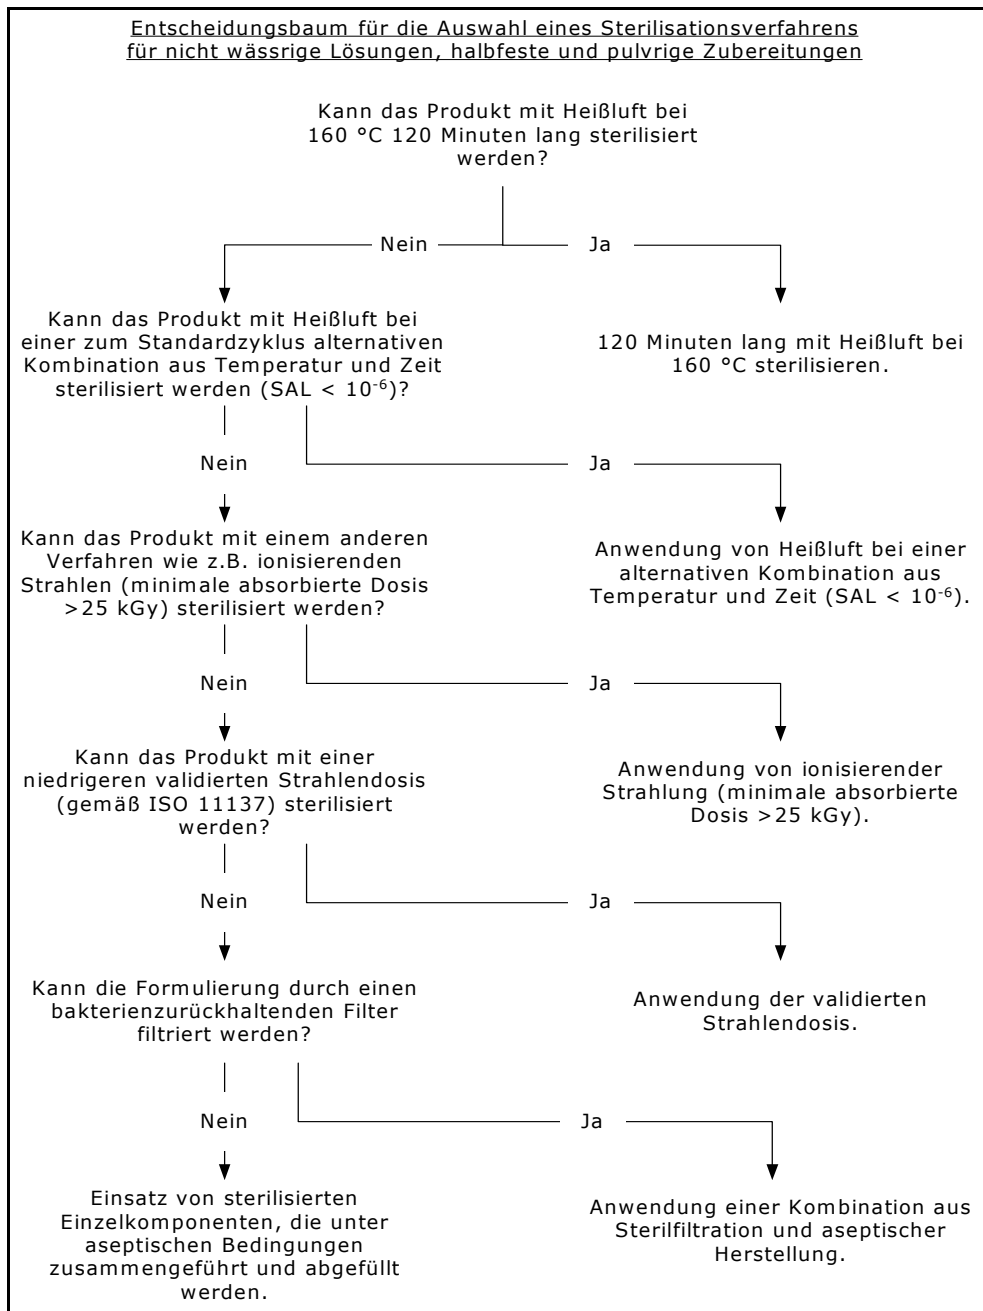 Entscheidungsbaum für die Auswahl eines Sterilisationsverfahrens
für nicht wässrige Lösungen, halbfeste und pulvrige Zubereitungen
Kann das Produkt mit Heißluft bei
160 °C 120 Minuten lang sterilisiert
werden?
Nein
Ja
Kann das Produkt mit Heißluft bei
einer zum Standardzyklus alternativen
Kombination aus Temperatur und Zeit
sterilisiert werden (SAL < 10⁻⁶)?
120 Minuten lang mit Heißluft bei
160 °C sterilisieren.
Nein
Ja
Kann das Produkt mit einem anderen
Verfahren wie z.B. ionisierenden
Strahlen (minimale absorbierte Dosis
>25 kGy) sterilisiert werden?
Anwendung von Heißluft bei einer
alternativen Kombination aus
Temperatur und Zeit (SAL < 10⁻⁶).
Nein
Ja
Kann das Produkt mit einer
niedrigeren validierten Strahlendosis
(gemäß ISO 11137) sterilisiert
werden?
Anwendung von ionisierender
Strahlung (minimale absorbierte
Dosis >25 kGy).
Nein
Ja
Kann die Formulierung durch einen
bakterienzurückhaltenden Filter
filtriert werden?
Anwendung der validierten
Strahlendosis.
Nein
Ja
Einsatz von sterilisierten
Einzelkomponenten, die unter
aseptischen Bedingungen
zusammengeführt und abgefüllt
werden.
Anwendung einer Kombination aus
Sterilfiltration und aseptischer
Herstellung.